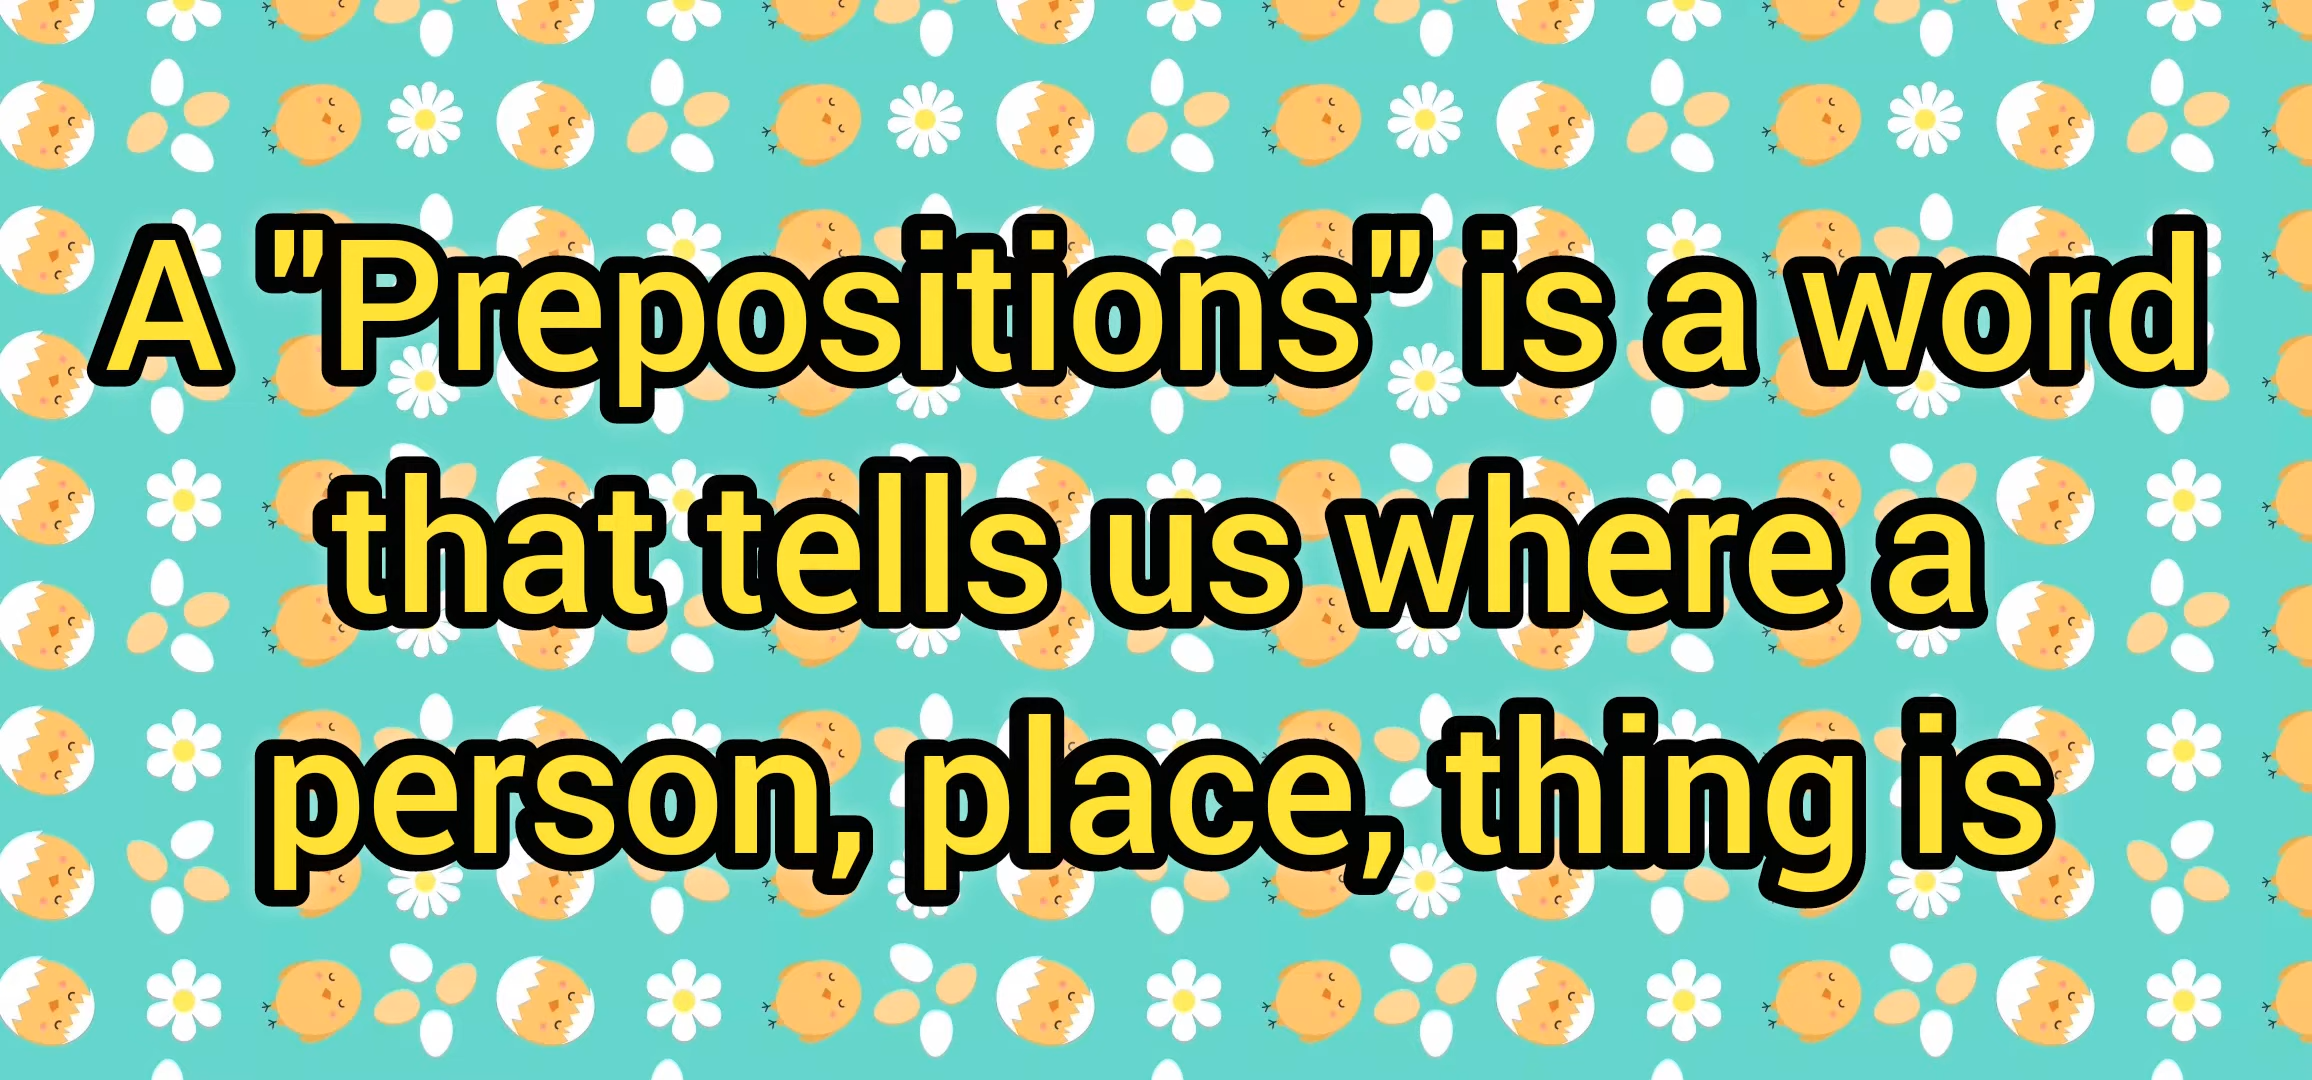 A "Prepositions" is a word
that tells us where a
person, place, thing is